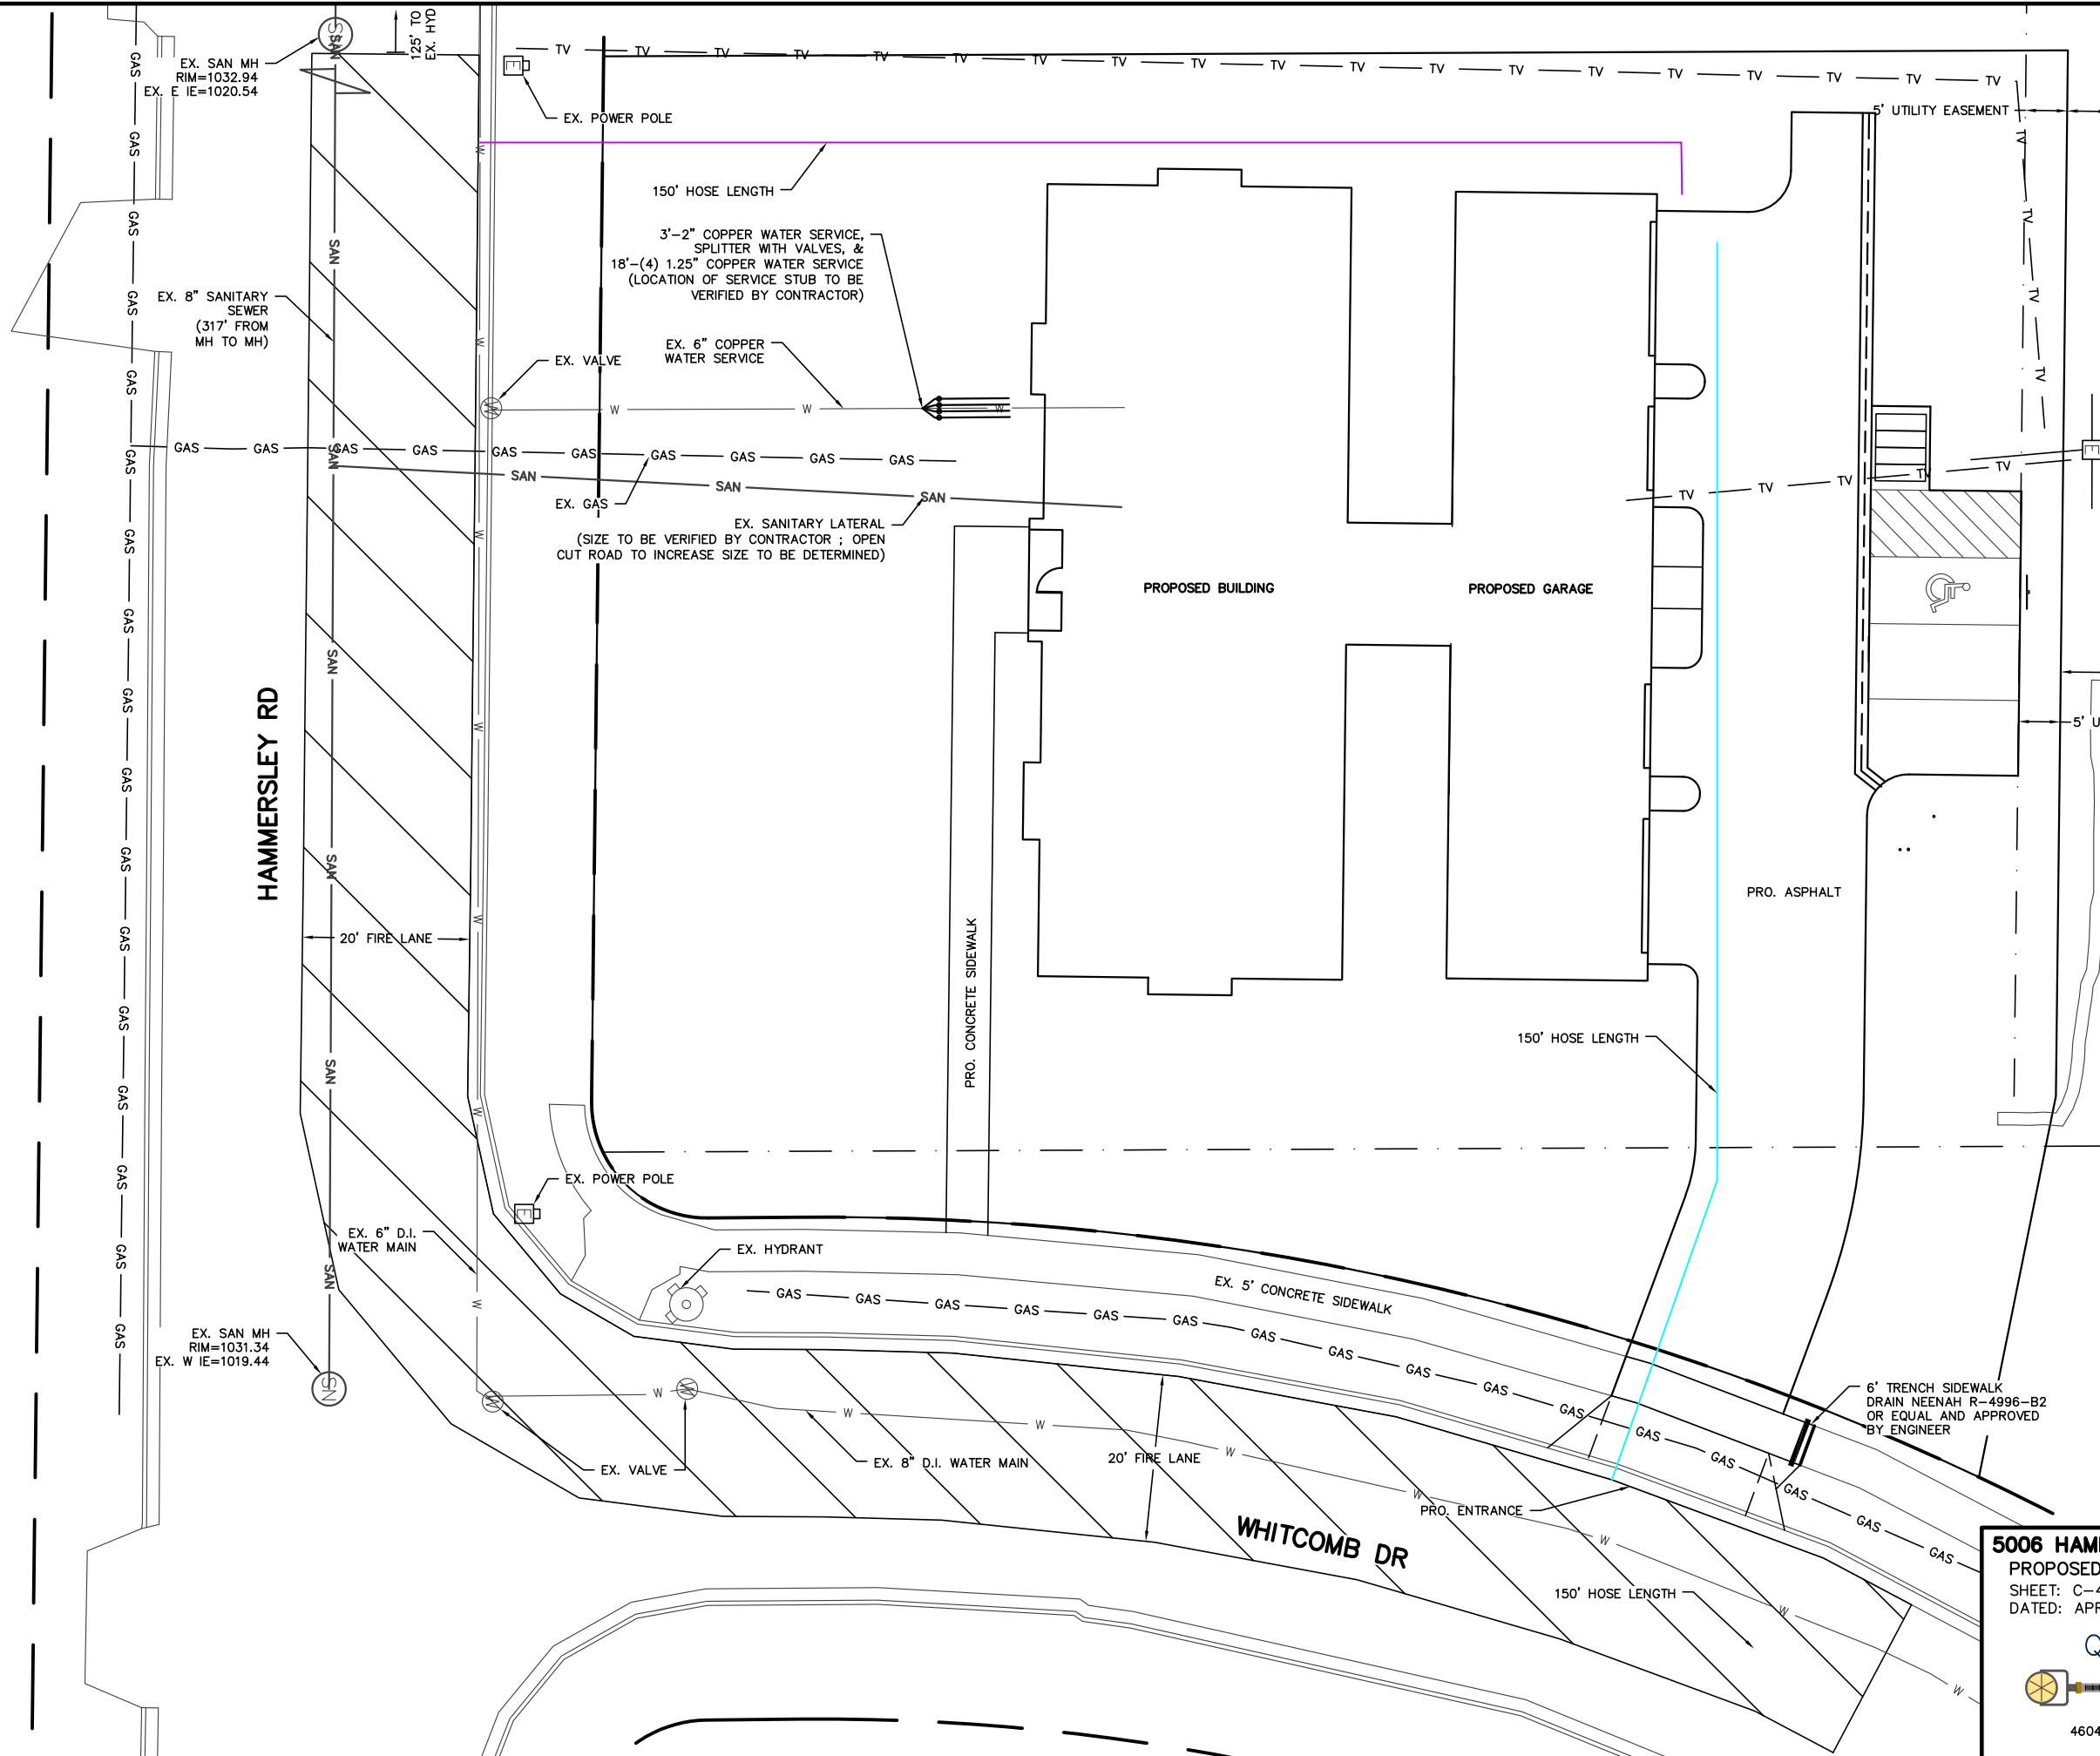 125' TO
EX. HYD
EX. SAN MH
RIM=1032.94
EX. E IE=1020.54
EX. POWER POLE
5' UTILITY EASEMENT
150' HOSE LENGTH
3'-2" COPPER WATER SERVICE,
SPLITTER WITH VALVES, &
18'-(4) 1.25" COPPER WATER SERVICE
(LOCATION OF SERVICE STUB TO BE
VERIFIED BY CONTRACTOR)
EX. 8" SANITARY
SEWER
(317' FROM
MH TO MH)
EX. VALVE
EX. 6" COPPER
WATER SERVICE
EX. GAS
EX. SANITARY LATERAL
(SIZE TO BE VERIFIED BY CONTRACTOR ; OPEN
CUT ROAD TO INCREASE SIZE TO BE DETERMINED)
PROPOSED BUILDING
PROPOSED GARAGE
HAMMERSLEY RD
5' U
PRO. ASPHALT
20' FIRE LANE
PRO. CONCRETE SIDEWALK
150' HOSE LENGTH
EX. POWER POLE
EX. 6" D.I.
WATER MAIN
EX. HYDRANT
EX. 5' CONCRETE SIDEWALK
EX. SAN MH
RIM=1031.34
EX. W IE=1019.44
6' TRENCH SIDEWALK
DRAIN NEENAH R-4996-B2
OR EQUAL AND APPROVED
BY ENGINEER
EX. VALVE
EX. 8" D.I. WATER MAIN
20' FIRE LANE
PRO. ENTRANCE
WHITCOMB DR
150' HOSE LENGTH
5006 HAM
PROPOSED
SHEET: C-4
DATED: APR
Q
4604